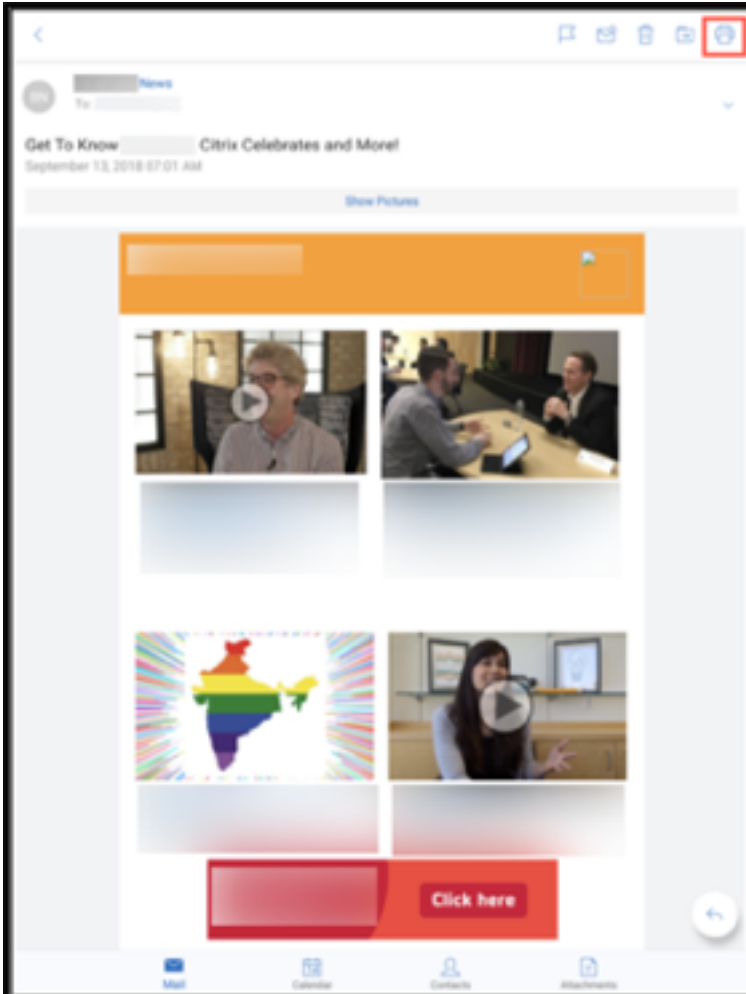 News
To:
Get To Know Citrix Celebrates and More!
September 13, 2018 07:01 AM
Show Pictures
Click here
Mail
Calendar
Contacts
Attachments